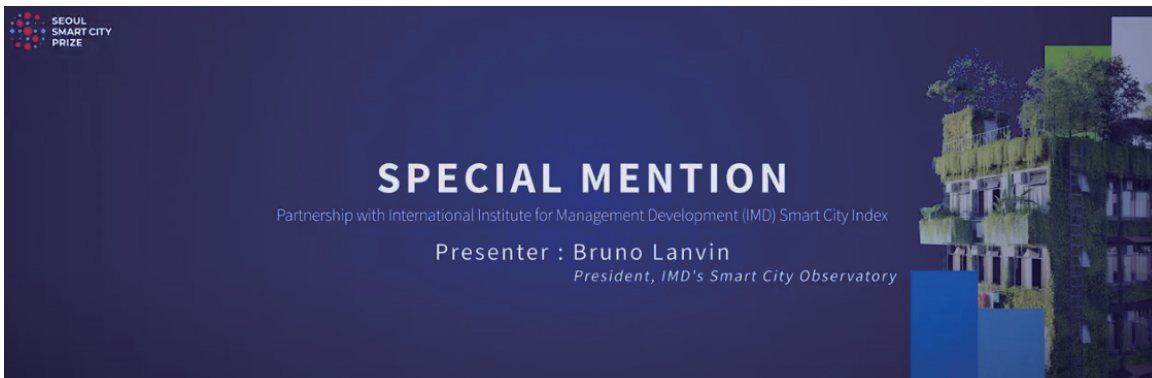 SEOUL
SMART CITY
PRIZE
SPECIAL MENTION
Partnership with International Institute for Management Development (IMD) Smart City Index
Presenter : Bruno Lanvin
President, IMD's Smart City Observatory